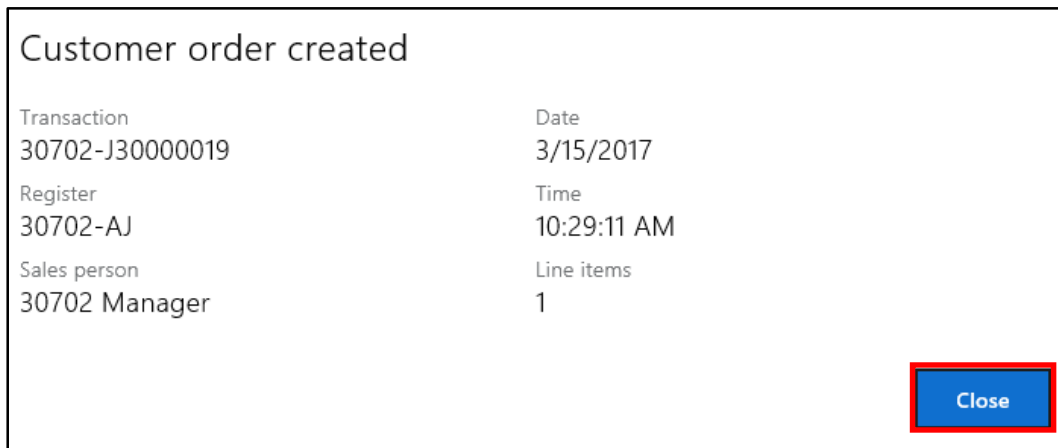 Customer order created
Transaction
30702-J30000019
Date
3/15/2017
Register
30702-AJ
Time
10:29:11 AM
Sales person
30702 Manager
Line items
1
Close